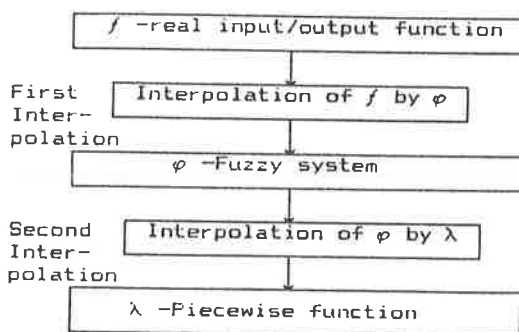 f -real input/output function
First
Inter-
polation
Interpolation of f by φ
φ -Fuzzy system
Second
Inter-
polation
Interpolation of φ by λ
λ -Piecewise function